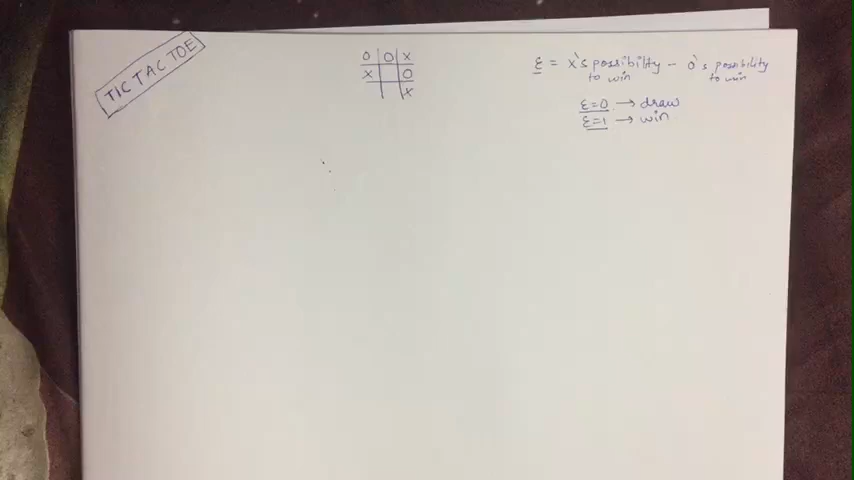 TIC TAC TOE
O O X
X O
X
ε = x's possibility - o's possibility
to win to win
ε=0 → draw
ε=1 → win